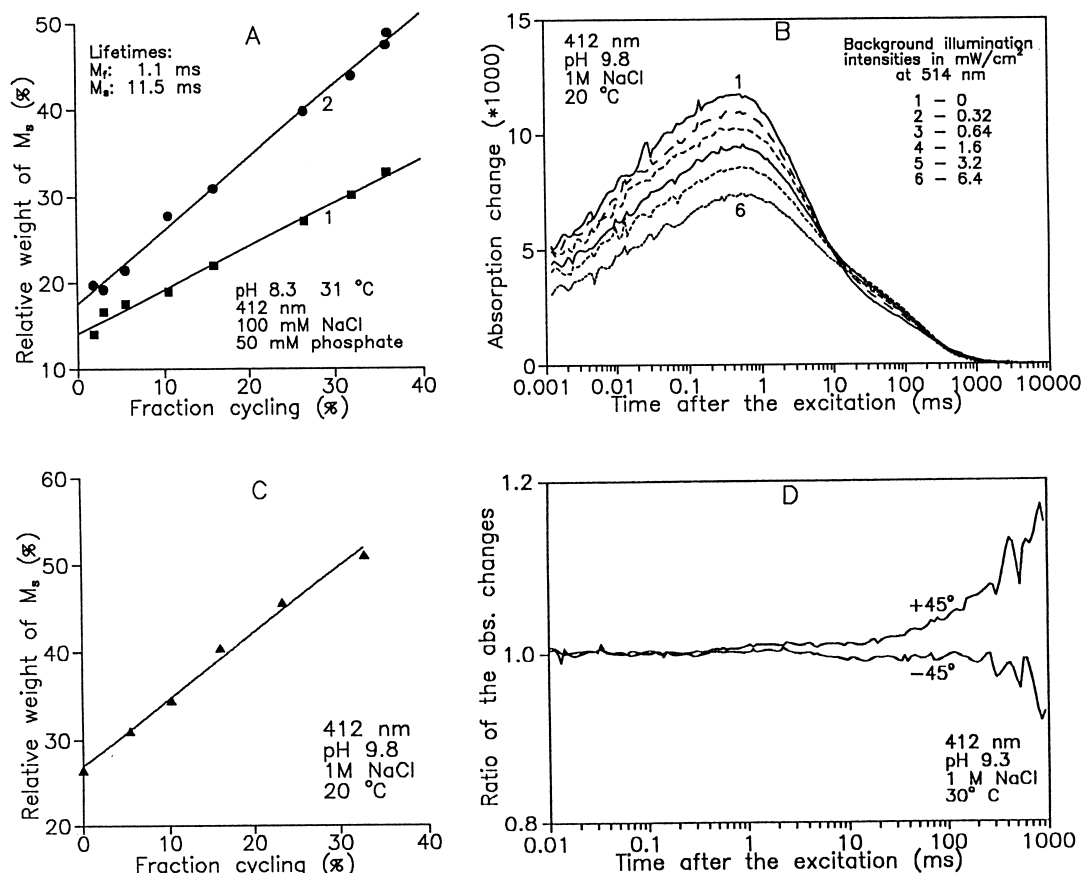 A
Lifetimes:
Mf: 1.1 ms
Ms: 11.5 ms
2
1
pH 8.3 31 °C
412 nm
100 mM NaCl
50 mM phosphate
50
40
30
20
10
0 10 20 30 40
Relative weight of Ms (%)
Fraction cycling (%)
B
412 nm
pH 9.8
1M NaCl
20 °C
Background illumination
intensities in mW/cm²
at 514 nm
1 – 0
2 – 0.32
3 – 0.64
4 – 1.6
5 – 3.2
6 – 6.4
1
6
15
10
5
0
0.001 0.01 0.1 1 10 100 1000 10000
Absorption change (*1000)
Time after the excitation (ms)
C
412 nm
pH 9.8
1M NaCl
20 °C
60
50
40
30
20
0 10 20 30 40
Relative weight of Ms (%)
Fraction cycling (%)
D
+45°
−45°
412 nm
pH 9.3
1 M NaCl
30° C
1.2
1.0
0.8
0.01 0.1 1 10 100 1000
Ratio of the abs. changes
Time after the excitation (ms)